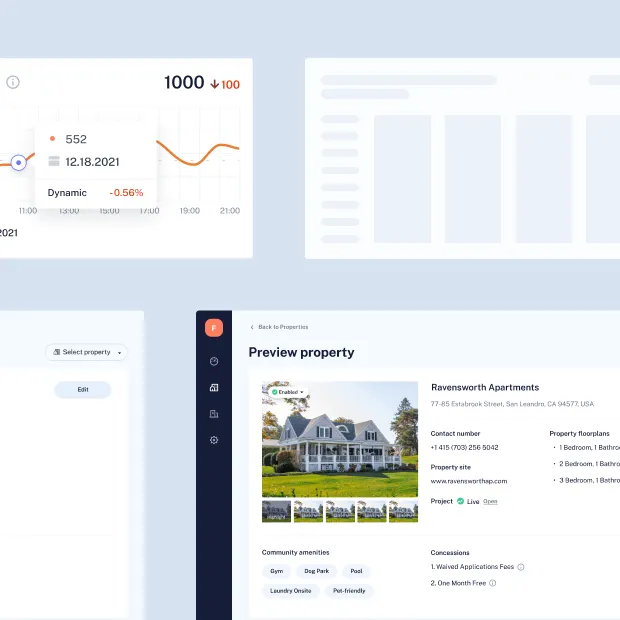 1000 100
552
12.18.2021
Dynamic -0.56%
11:00 13:00 15:00 17:00 19:00 21:00
2021
Select property
Edit
F
Back to Properties
Preview property
Enabled
Ravensworth Apartments
77-85 Estabrook Street, San Leandro, CA 94577, USA
Contact number
+1 415 (703) 256 5042
Property site
www.ravensworthap.com
Project Live Open
Property floorplans
1 Bedroom, 1 Bathroo
2 Bedroom, 1 Bathro
3 Bedroom, 1 Bathro
Highlight
Community amenities
Gym Dog Park Pool
Laundry Onsite Pet-friendly
Concessions
1. Waived Applications Fees
2. One Month Free